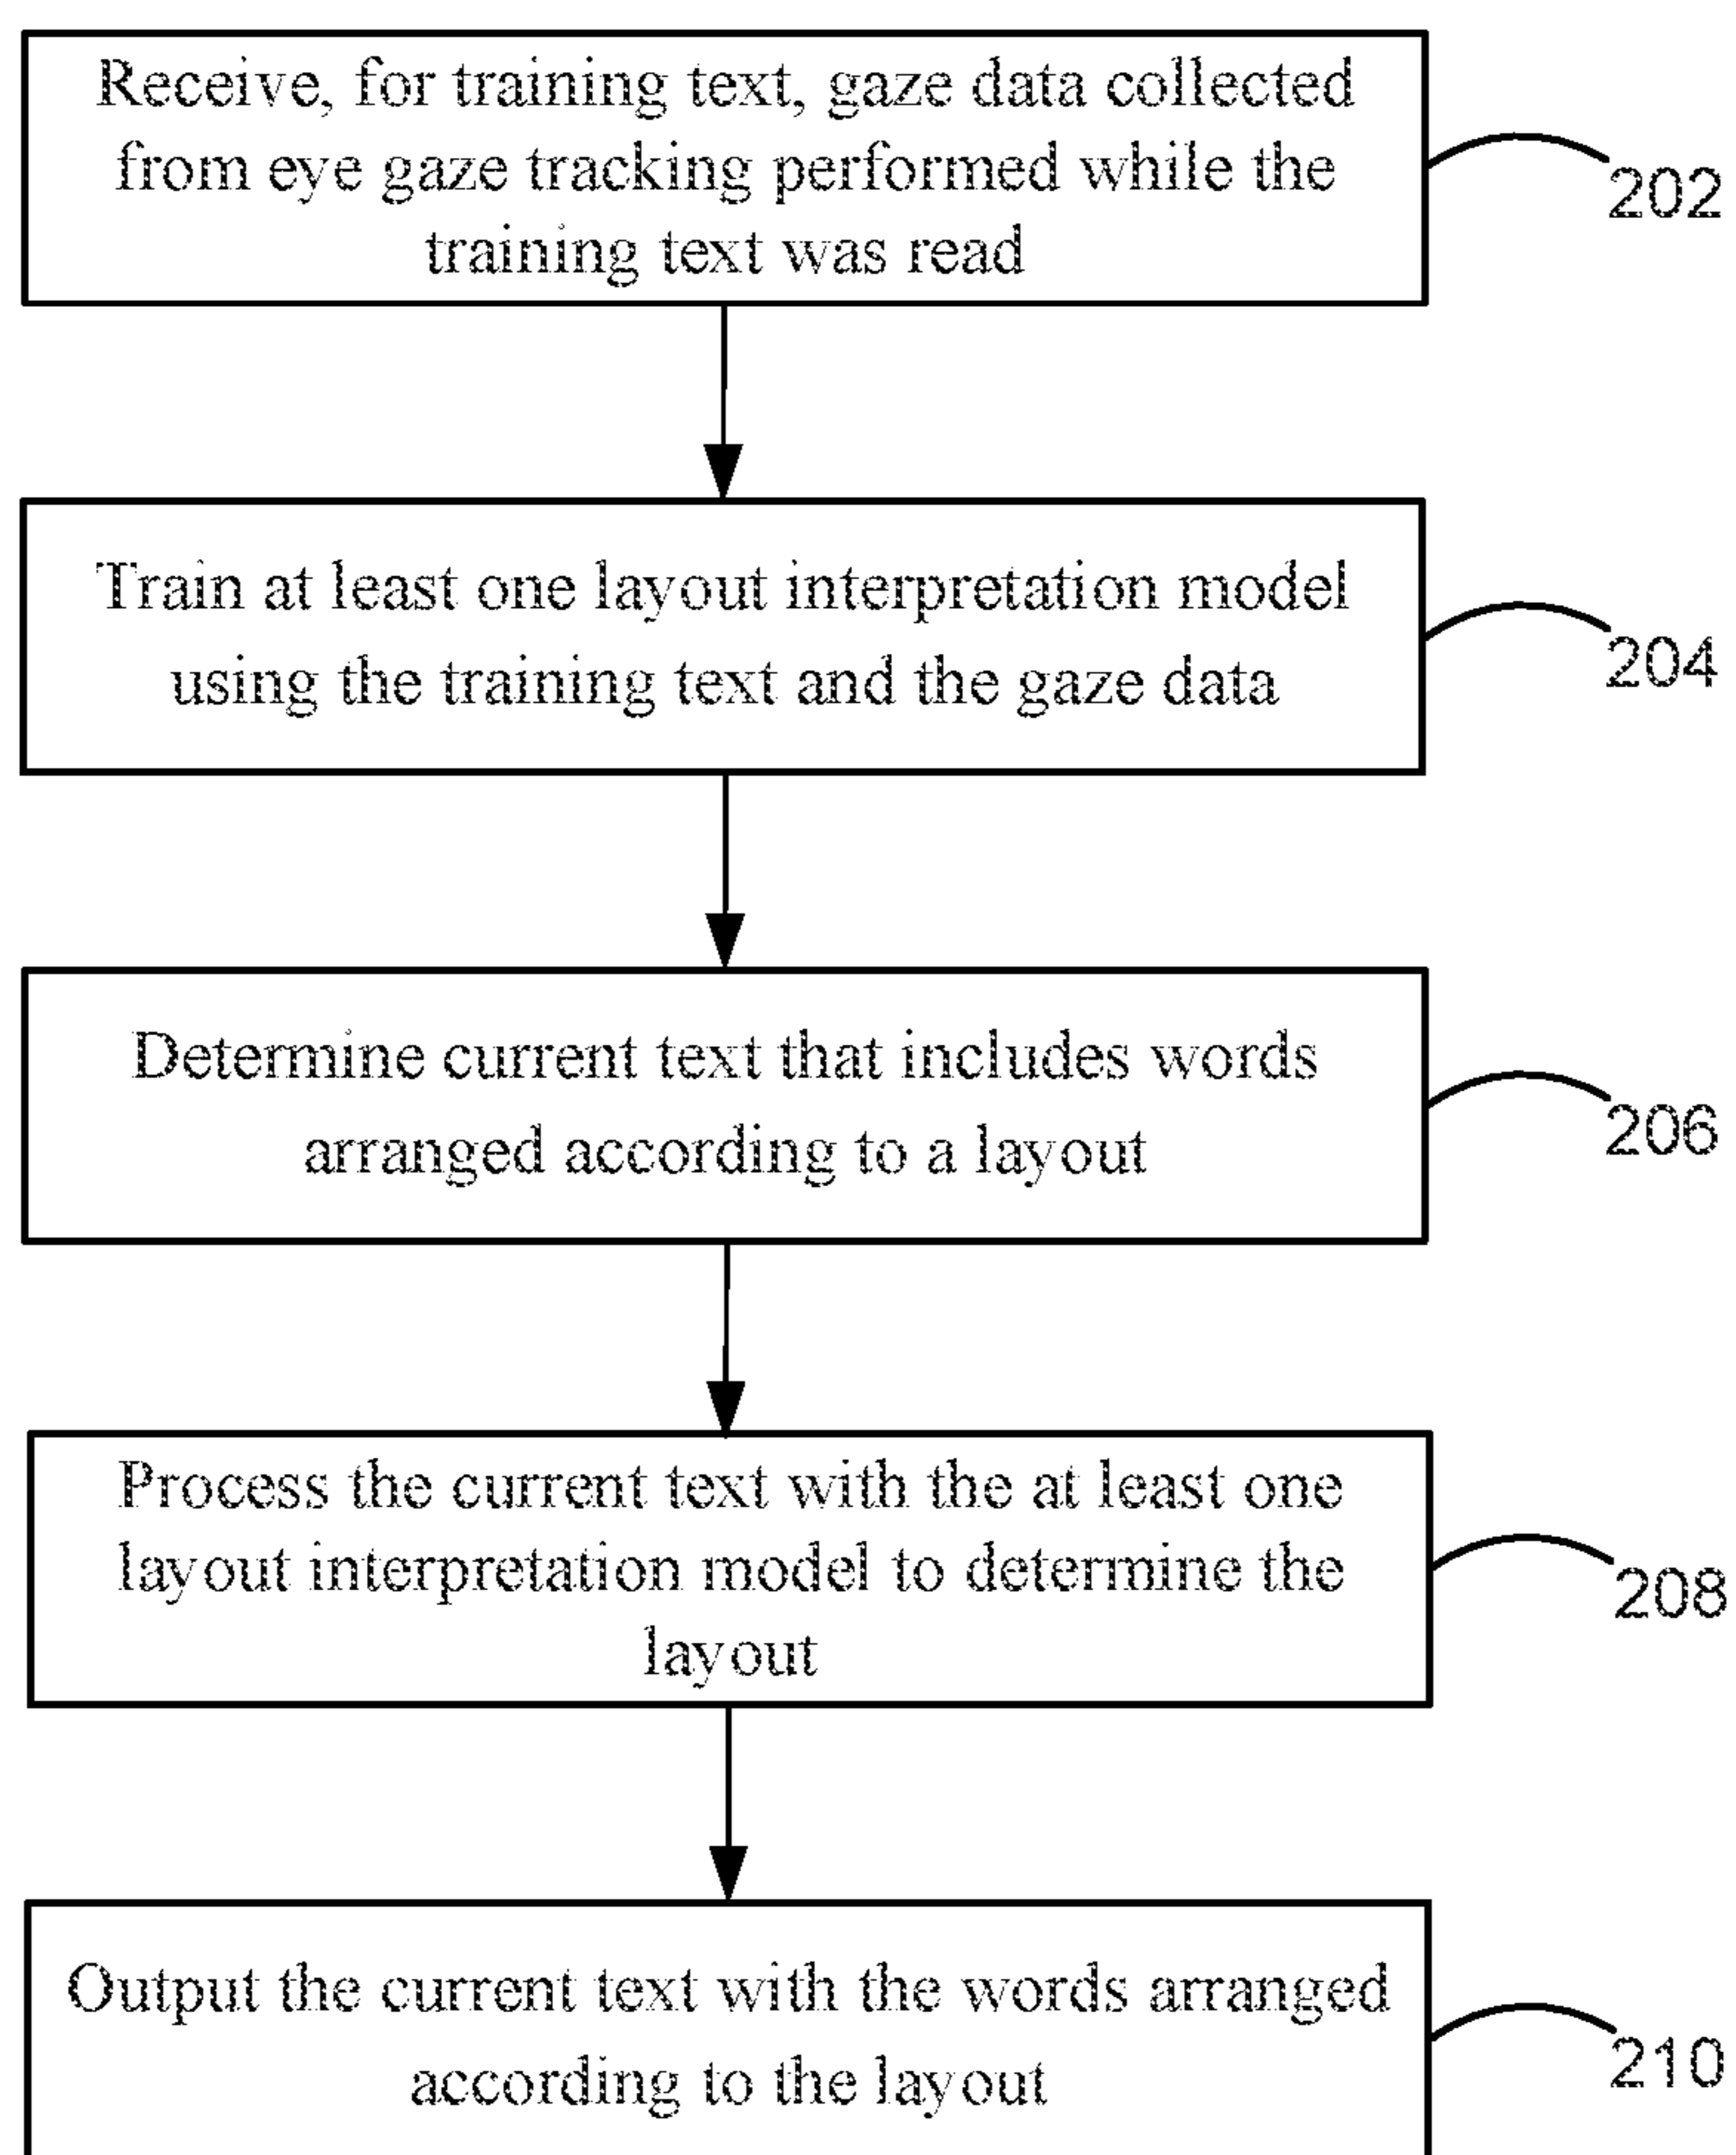 Receive, for training text, gaze data collected
from eye gaze tracking performed while the
training text was read
202
Train at least one layout interpretation model
using the training text and the gaze data
204
Determine current text that includes words
arranged according to a layout
206
Process the current text with the at least one
layout interpretation model to determine the
layout
208
Output the current text with the words arranged
according to the layout
210